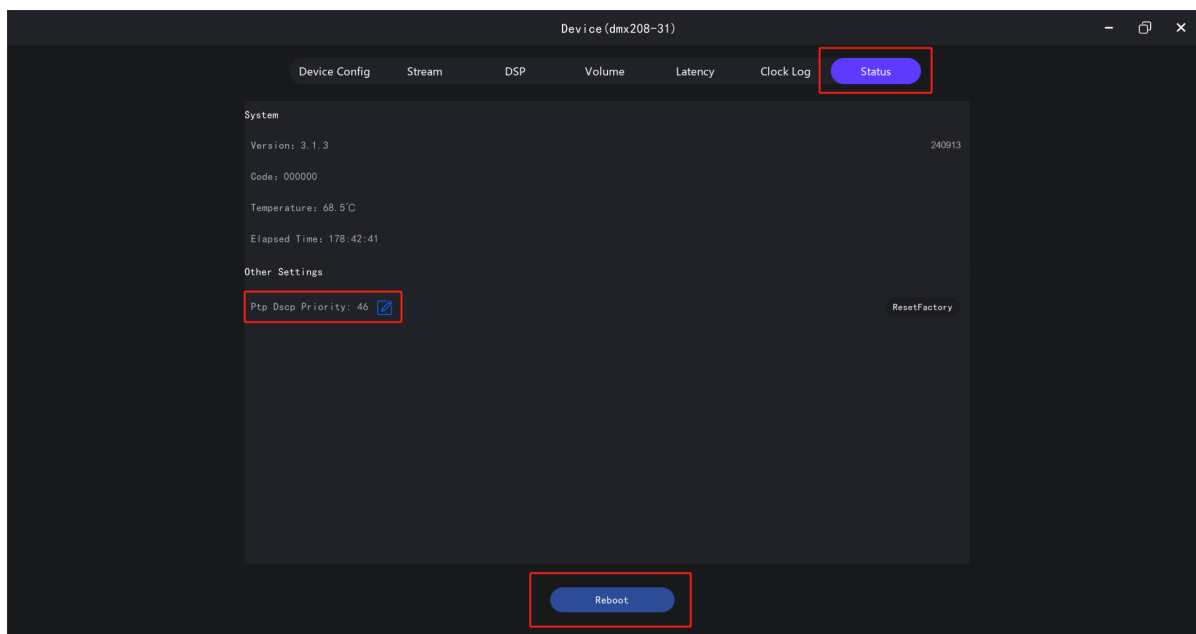 Device(dmx208-31)
Device Config Stream DSP Volume Latency Clock Log Status
System
Version: 3.1.3 240913
Code: 000000
Temperature: 68.5℃
Elapsed Time: 178:42:41
Other Settings
Ptp Dscp Priority: 46 ResetFactory
Reboot